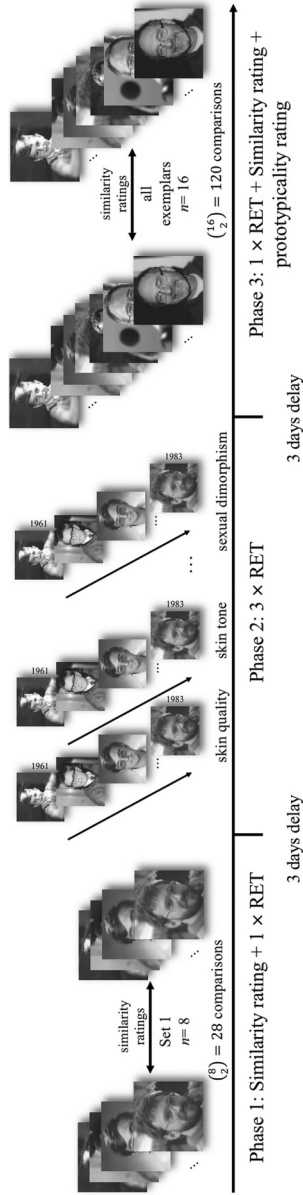 similarity
ratings
Set 1
n= 8
(8 2) = 28 comparisons
Phase 1: Similarity rating + 1 × RET
3 days delay
1961
1983
skin quality
1961
1983
skin tone
...
1961
1983
sexual dimorphism
Phase 2: 3 × RET
3 days delay
similarity
ratings
all
exemplars
n= 16
(16 2) = 120 comparisons
Phase 3: 1 × RET + Similarity rating +
prototypicality rating